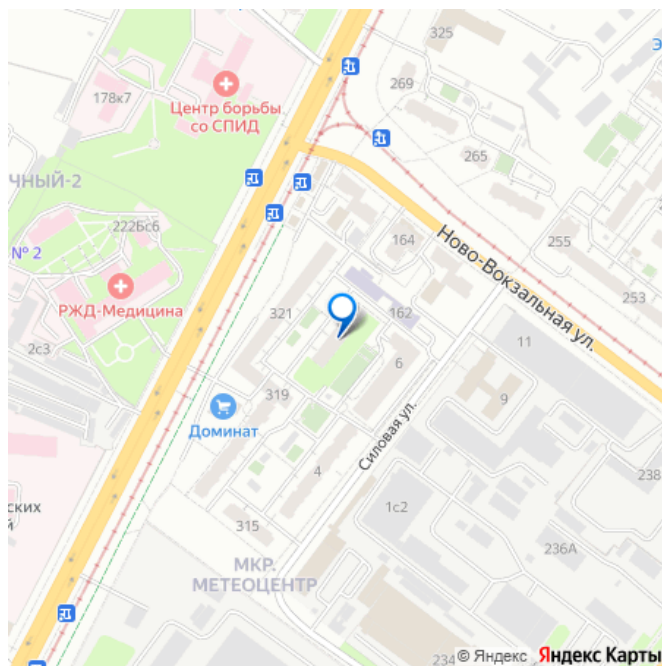 325
Э
269
178к7
Центр борьбы
со СПИД
265
ЧНЫЙ-2
222Бс6
164
Ново-Вокзальная ул.
255
№ 2
РЖД-Медицина
253
321
162
2с3
11
6
319
9
Доминат
Силовая ул.
4
238
ских
й
1с2
315
236А
МКР.
МЕТЕОЦЕНТР
234
© Яндекс Яндекс Карты